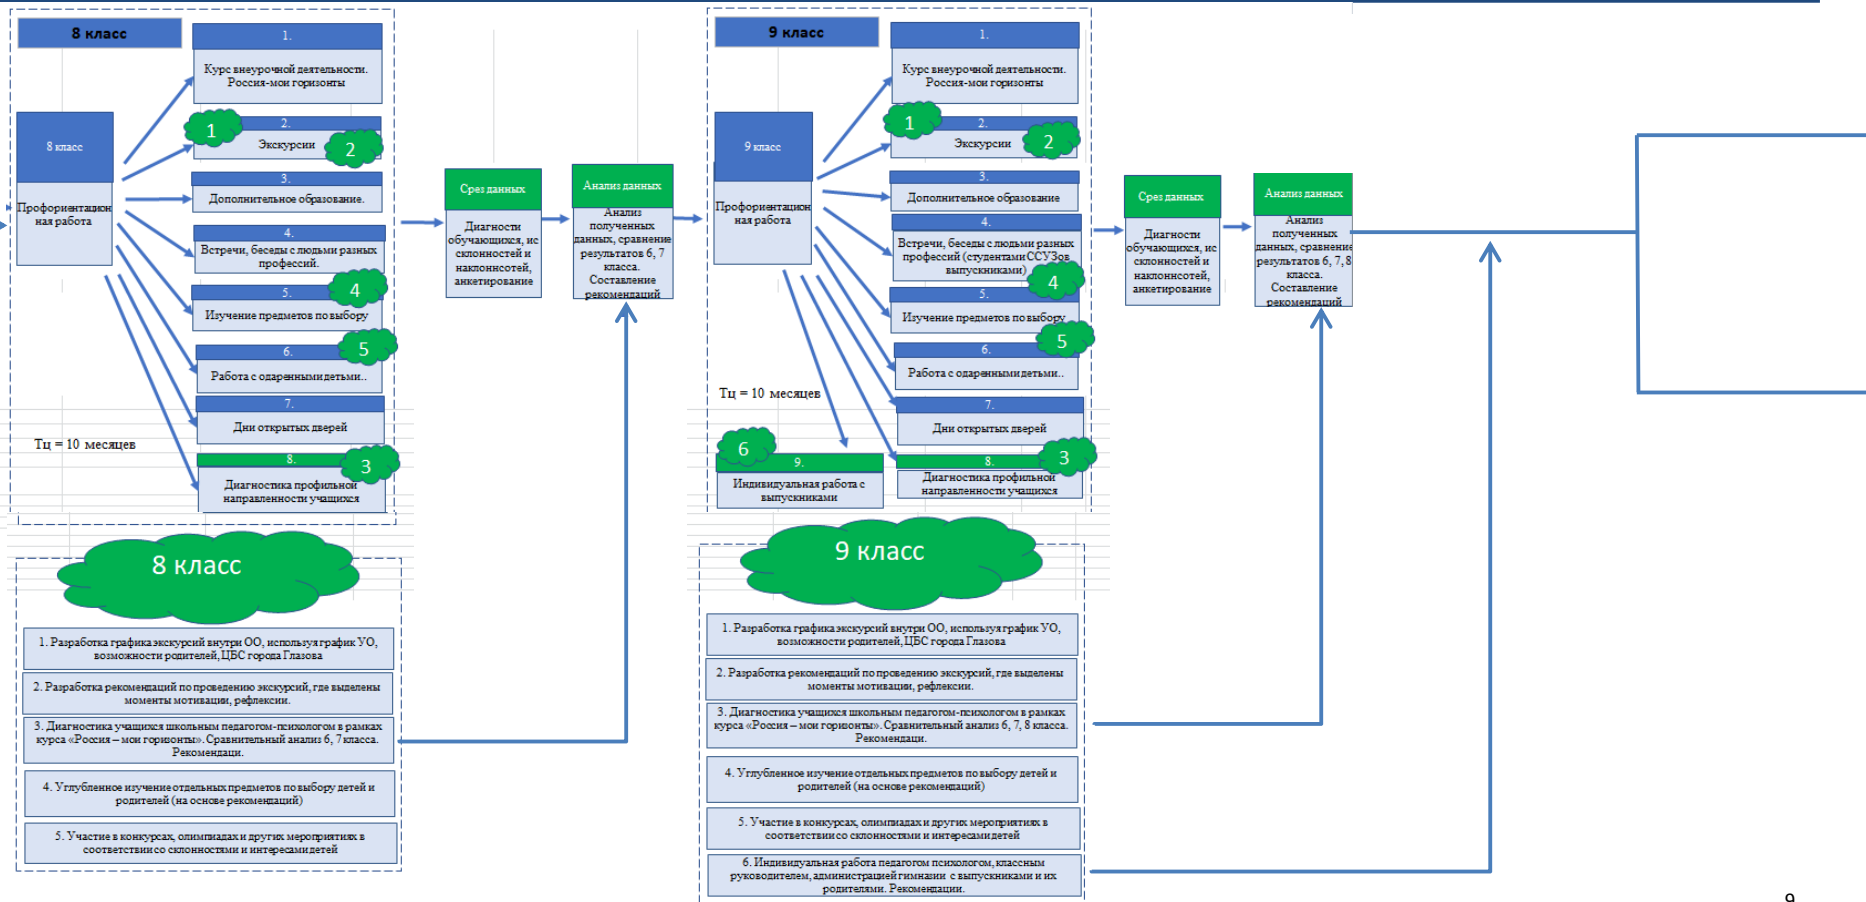 8 класс
1.
Курс внеурочной деятельности.
Россия-мои горизонты
8 класс
Профориентацион
ная работа
1
2.
Экскурсии
2
3.
Дополнительное образование.
4.
Встречи, беседы с людьми разных
профессий.
5.
4
Изучение предметов по выбору
6.
5
Работа с одаренными детьми..
7.
Дни открытых дверей
Тц = 10 месяцев
8.
3
Диагностика профильной
направленности учащихся
Срез данных
Диагности
обучающихся, ис
склонностей и
наклоннсотей,
анкетирование
Анализ данных
Анализ
полученных
данных, сравнение
результатов 6, 7
класса.
Составление
рекомендаций
8 класс
1. Разработка графика экскурсий внутри ОО, используя график УО,
возможности родителей, ЦБС города Глазова
2. Разработка рекомендаций по проведению экскурсий, где выделены
моменты мотивации, рефлексии.
3. Диагностика учащихся школьным педагогом-психологом в рамках
курса «Россия – мои горизонты». Сравнительный анализ 6, 7 класса.
Рекомендаци.
4. Углубленное изучение отдельных предметов по выбору детей и
родителей (на основе рекомендаций)
5. Участие в конкурсах, олимпиадах и других мероприятиях в
соответствии со склонностями и интересами детей
9 класс
1.
Курс внеурочной деятельности.
Россия-мои горизонты
9 класс
Профориентацион
ная работа
1
2.
Экскурсии
2
3.
Дополнительное образование
4.
Встречи, беседы с людьми разных
профессий (студентами ССУЗов
выпускниками)
4
5.
Изучение предметов по выбору
5
6.
Работа с одаренными детьми..
Тц = 10 месяцев
7.
Дни открытых дверей
6
9.
Индивидуальная работа с
выпускниками
8.
3
Диагностика профильной
направленности учащихся
Срез данных
Диагности
обучающихся, ис
склонностей и
наклоннсотей,
анкетирование
Анализ данных
Анализ
полученных
данных, сравнение
результатов 6, 7, 8
класса.
Составление
рекомендаций
9 класс
1. Разработка графика экскурсий внутри ОО, используя график УО,
возможности родителей, ЦБС города Глазова
2. Разработка рекомендаций по проведению экскурсий, где выделены
моменты мотивации, рефлексии.
3. Диагностика учащихся школьным педагогом-психологом в рамках
курса «Россия – мои горизонты». Сравнительный анализ 6, 7, 8 класса.
Рекомендаци.
4. Углубленное изучение отдельных предметов по выбору детей и
родителей (на основе рекомендаций)
5. Участие в конкурсах, олимпиадах и других мероприятиях в
соответствии со склонностями и интересами детей
6. Индивидуальная работа педагогом психологом, классным
руководителем, администрацией гимназии с выпускниками и их
родителями. Рекомендации.
9